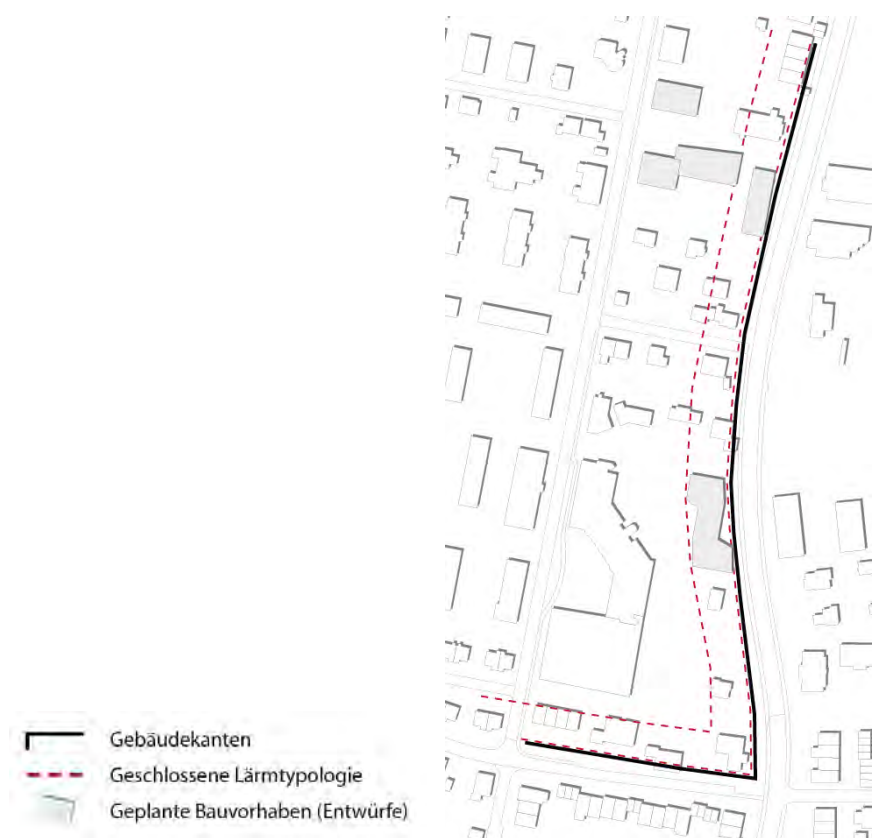 Gebäudekanten
Geschlossene Lärmtypologie
Geplante Bauvorhaben (Entwürfe)